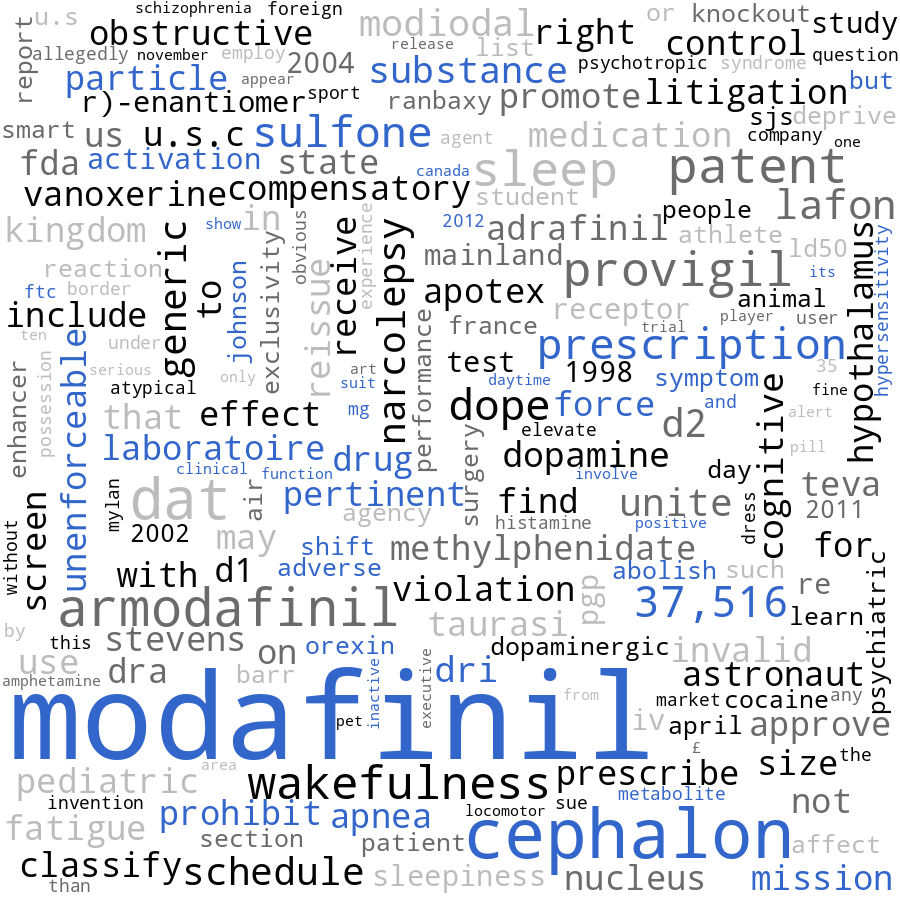 schizophrenia foreign
u.s obstructive modiodal right or knockout study
report allegedly november employ 2004 release list control psychotropic syndrome question
particle appear substance but
r)-enantiomer sport ranbaxy promote litigation
smart us u.s.c sulfone agent medication sjs deprive
company one
fda activation state canada sleep patent
vanoxerine compensatory student people lafon
kingdom show in obvious experience 2012 adrafinil athlete
generic to exclusivity receive narcolepsy mainland ld50 hypothalamus hypersensitivity
reaction johnson reissue provigil its
ftc border apotex receptor animal
include performance france trial player user
ten under prescription
unenforceable possession serious only art test 1998 35
enhancer atypical suit daytime symptom fine
that effect mg dope force and alert
elevate d2 cognitive
laboratoire drug surgery dopamine pill
clinical function involve day teva
screen mylan dat air pertinent find unite dress 2011
without 2002 agency histamine positive
may shift methylphenidate for
with d1 adverse abolish such psychiatric
armodafinil violation pgp 37,516 re
by taurasi learn
this stevens on orexin dopaminergic invalid
use dra barr dri astronaut
amphetamine inactive executive
modafinil pet from market cocaine any
iv april approve
£
area size the
pediatric wakefulness prescribe
invention metabolite not
prohibit apnea locomotor sue
fatigue section patient cephalon affect
classify schedule sleepiness nucleus mission
than